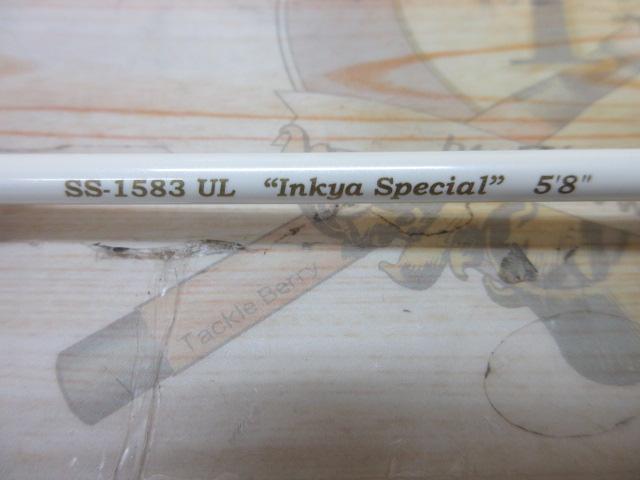 SS-1583 UL "Inkya Special" 5'8"
Tackle Berry